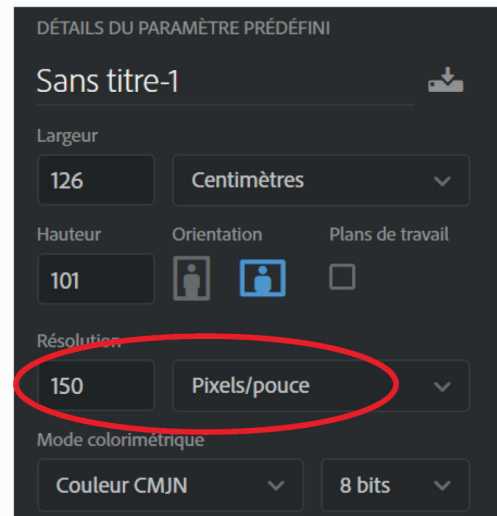 DÉTAILS DU PARAMÈTRE PRÉDÉFINI
Sans titre-1
Largeur
126 Centimètres
Hauteur Orientation Plans de travail
101
Résolution
150 Pixels/pouce
Mode colorimétrique
Couleur CMJN 8 bits